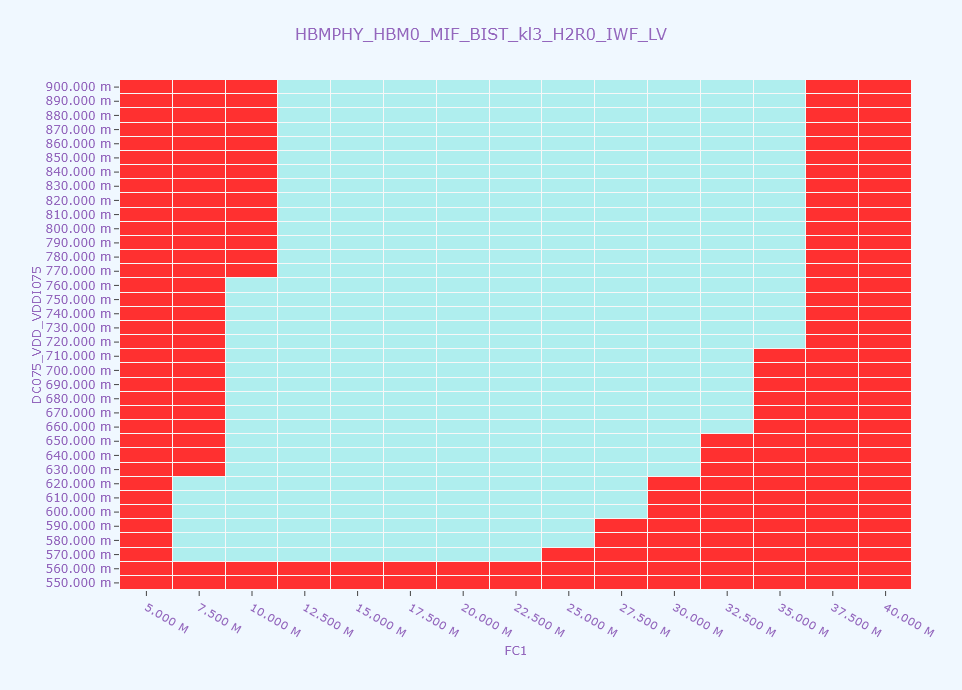 HBMPHY_HBM0_MIF_BIST_kl3_H2R0_IWF_LV
DC075_VDD_VDDI075
900.000 m
890.000 m
880.000 m
870.000 m
860.000 m
850.000 m
840.000 m
830.000 m
820.000 m
810.000 m
800.000 m
790.000 m
780.000 m
770.000 m
760.000 m
750.000 m
740.000 m
730.000 m
720.000 m
710.000 m
700.000 m
690.000 m
680.000 m
670.000 m
660.000 m
650.000 m
640.000 m
630.000 m
620.000 m
610.000 m
600.000 m
590.000 m
580.000 m
570.000 m
560.000 m
550.000 m
5.000 M
7.500 M
10.000 M
12.500 M
15.000 M
17.500 M
20.000 M
22.500 M
25.000 M
27.500 M
30.000 M
32.500 M
35.000 M
37.500 M
40.000 M
FC1